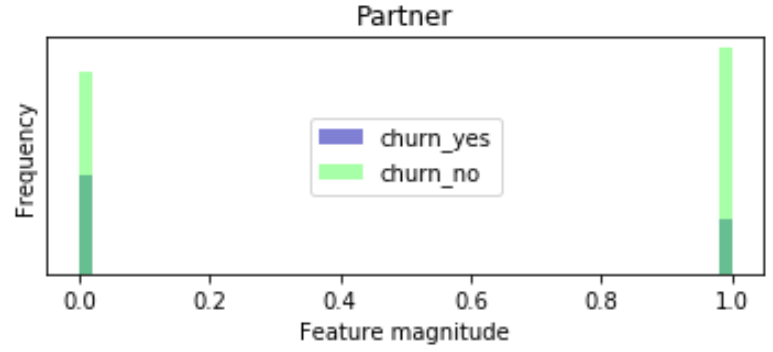 Partner
Frequency
churn_yes
churn_no
0.0 0.2 0.4 0.6 0.8 1.0
Feature magnitude